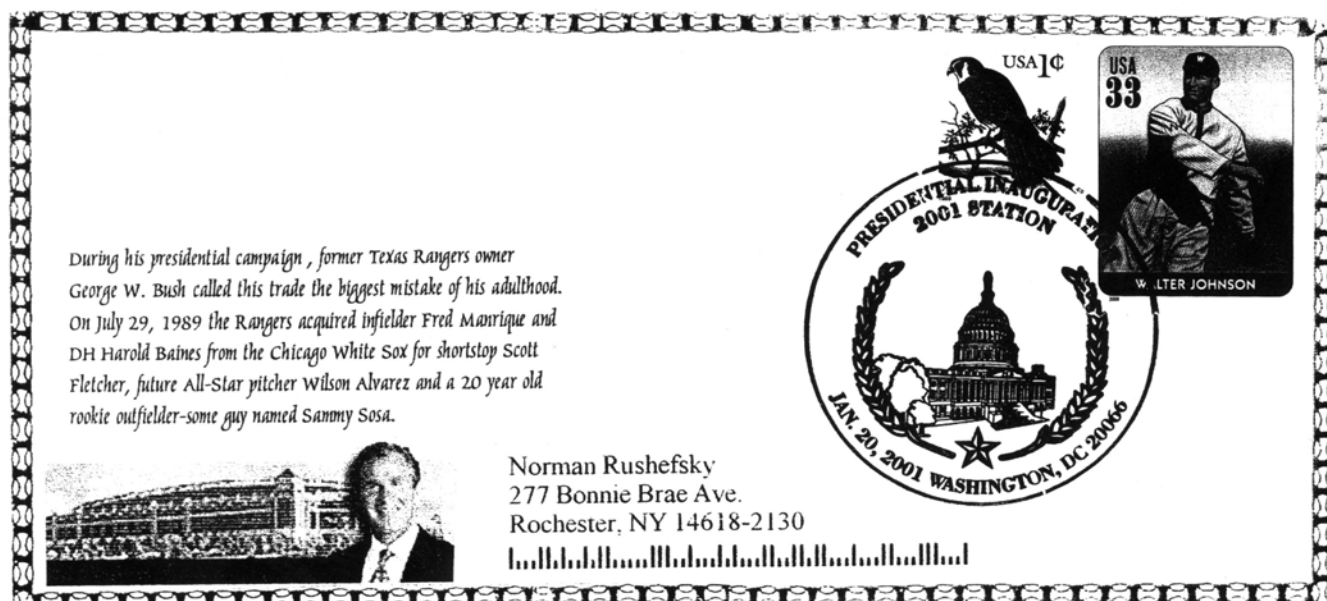 USA 1¢
USA
33
WALTER JOHNSON
PRESIDENTIAL INAUGURATI
2001 STATION
JAN. 20, 2001 WASHINGTON, DC 20066
During his presidential campaign , former Texas Rangers owner
George W. Bush called this trade the biggest mistake of his adulthood.
On July 29, 1989 the Rangers acquired infielder Fred Manrique and
DH Harold Baines from the Chicago White Sox for shortstop Scott
Fletcher, future All-Star pitcher Wilson Alvarez and a 20 year old
rookie outfielder-some guy named Sammy Sosa.
Norman Rushefsky
277 Bonnie Brae Ave.
Rochester, NY 14618-2130